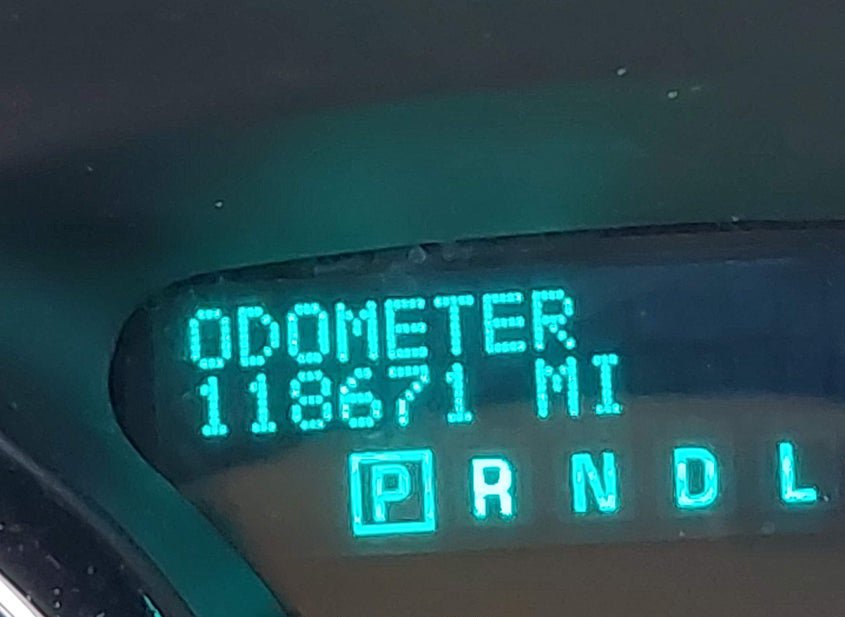 ODOMETER
118671 MI
P R N D L